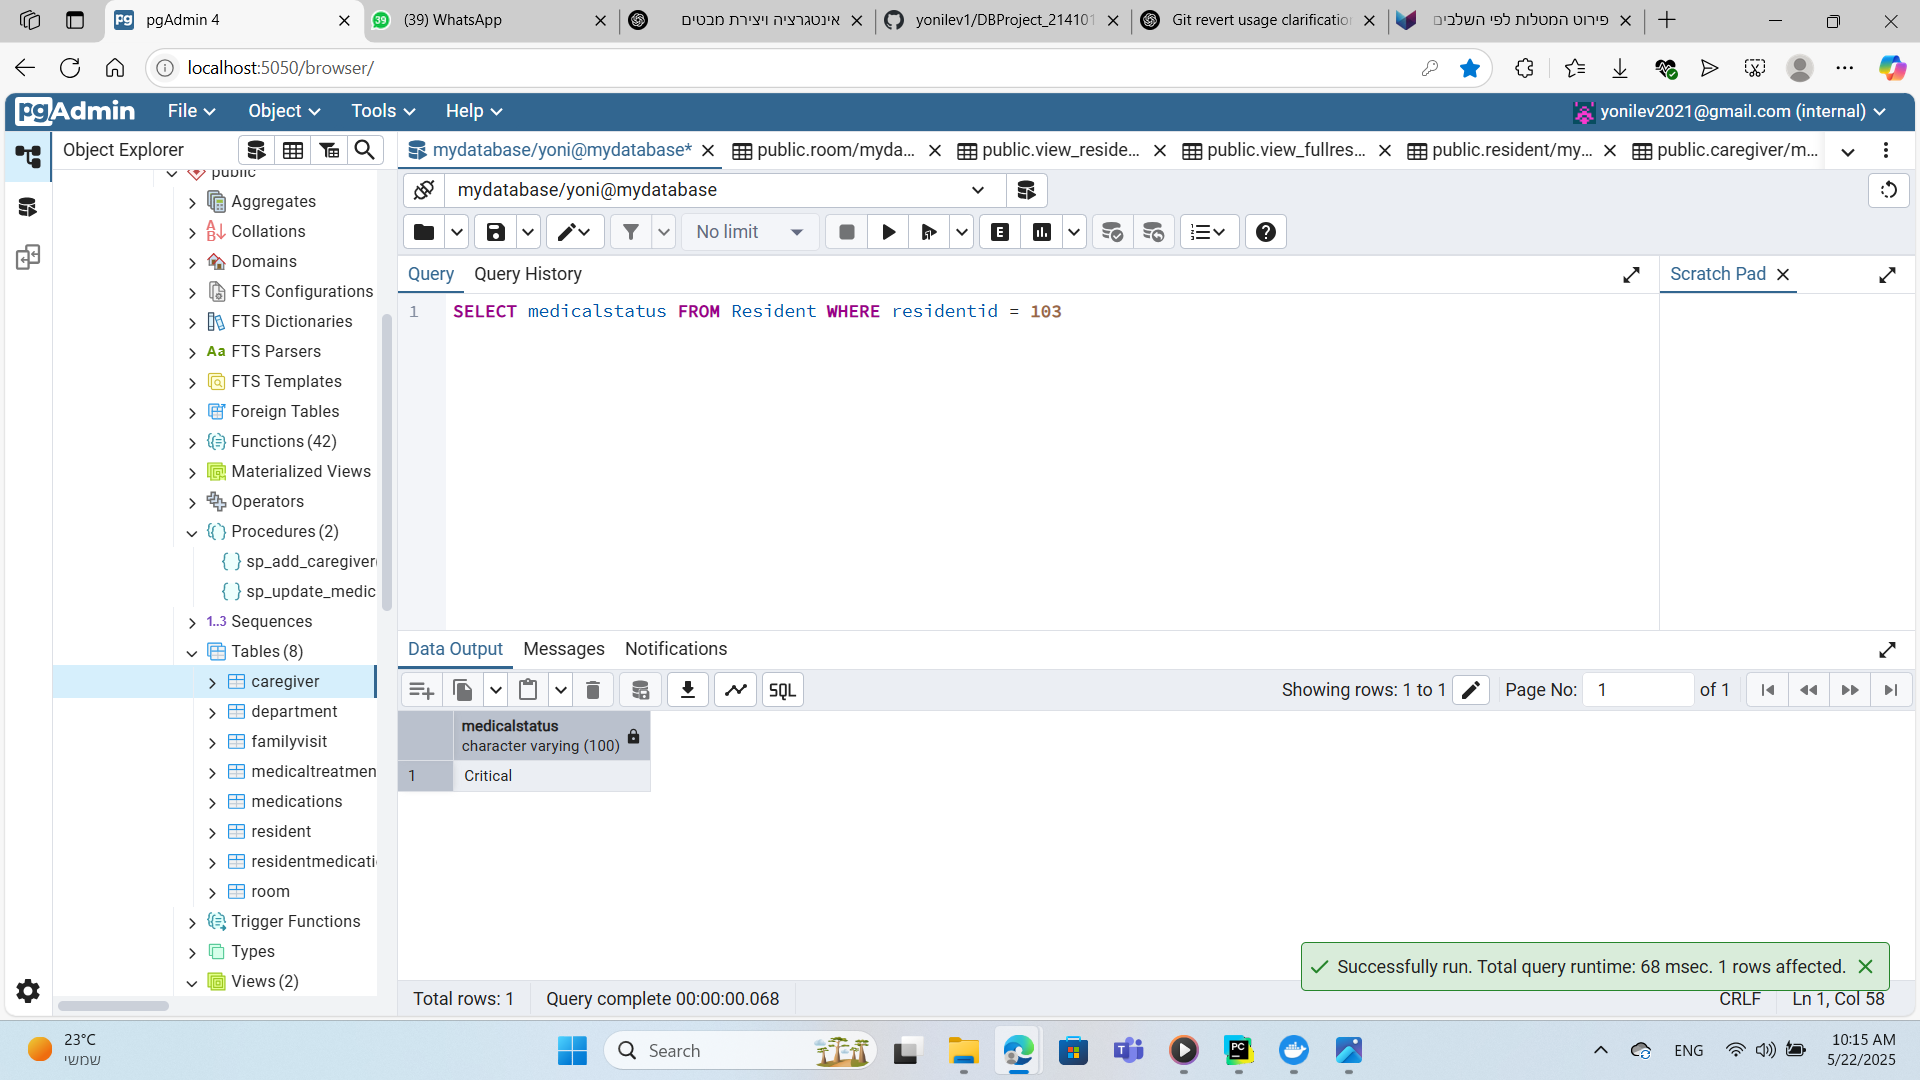 pgAdmin 4
(39) WhatsApp
אינטגרציה ויצירת מבטים
yonilev1/DBProject_214101
Git revert usage clarification
פירוט המטלות לפי השלבים
localhost:5050/browser/
pgAdmin
File
Object
Tools
Help
yonilev2021@gmail.com (internal)
Object Explorer
mydatabase/yoni@mydatabase*
public.room/myda...
public.view_reside...
public.view_fullres...
public.resident/my...
public.caregiver/m...
mydatabase/yoni@mydatabase
No limit
E
Query
Query History
Scratch Pad
1 SELECT medicalstatus FROM Resident WHERE residentid = 103
public
Aggregates
Collations
Domains
FTS Configurations
FTS Dictionaries
Aa FTS Parsers
FTS Templates
Foreign Tables
Functions (42)
Materialized Views
Operators
Procedures (2)
sp_add_caregiver(
sp_update_medic
1..3 Sequences
Tables (8)
caregiver
department
familyvisit
medicaltreatmen
medications
resident
residentmedicatio
room
Trigger Functions
Types
Views (2)
Data Output
Messages
Notifications
SQL
Showing rows: 1 to 1
Page No: 1 of 1
medicalstatus
character varying (100)
1 Critical
Successfully run. Total query runtime: 68 msec. 1 rows affected.
Total rows: 1
Query complete 00:00:00.068
CRLF
Ln 1, Col 58
23°C
שמשי
Search
PC
ENG
10:15 AM
5/22/2025